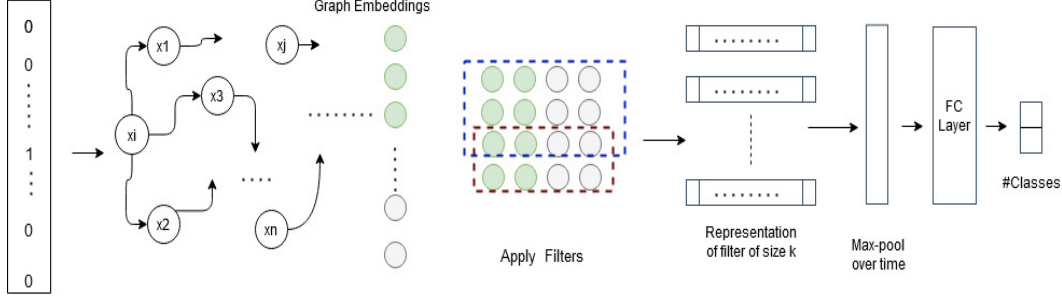 0
0
1
0
0
xi
x1
x2
x3
xj
xn
Graph Embeddings
Apply Filters
Representation
of filter of size k
Max-pool
over time
FC
Layer
#Classes